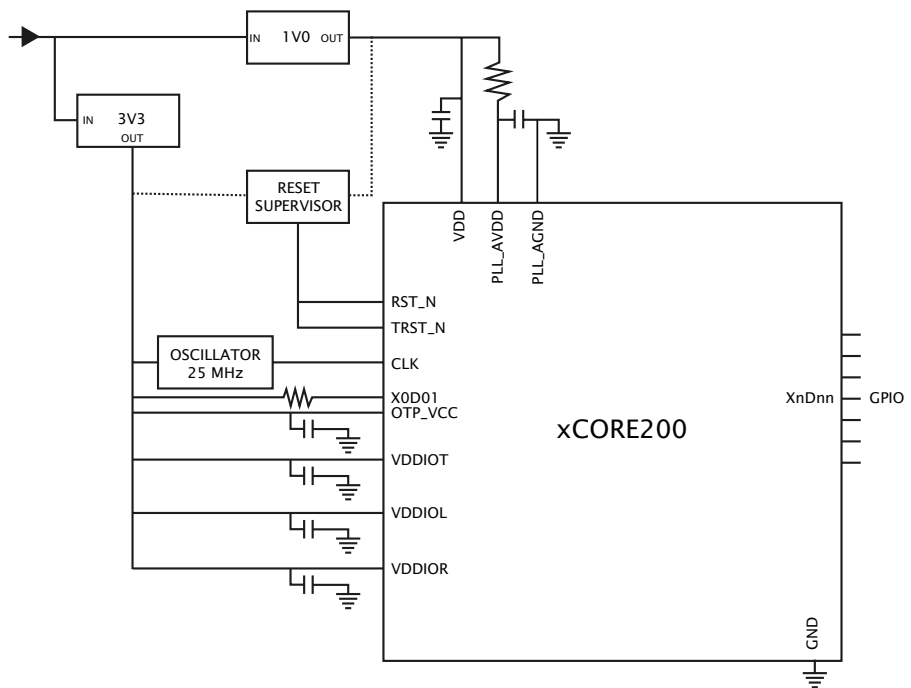 IN 1V0 OUT
IN 3V3
OUT
RESET
SUPERVISOR
VDD
PLL_AVDD
PLL_AGND
RST_N
TRST_N
OSCILLATOR
25 MHz
CLK
X0D01
OTP_VCC
XnDnn GPIO
xCORE200
VDDIOT
VDDIOL
VDDIOR
GND